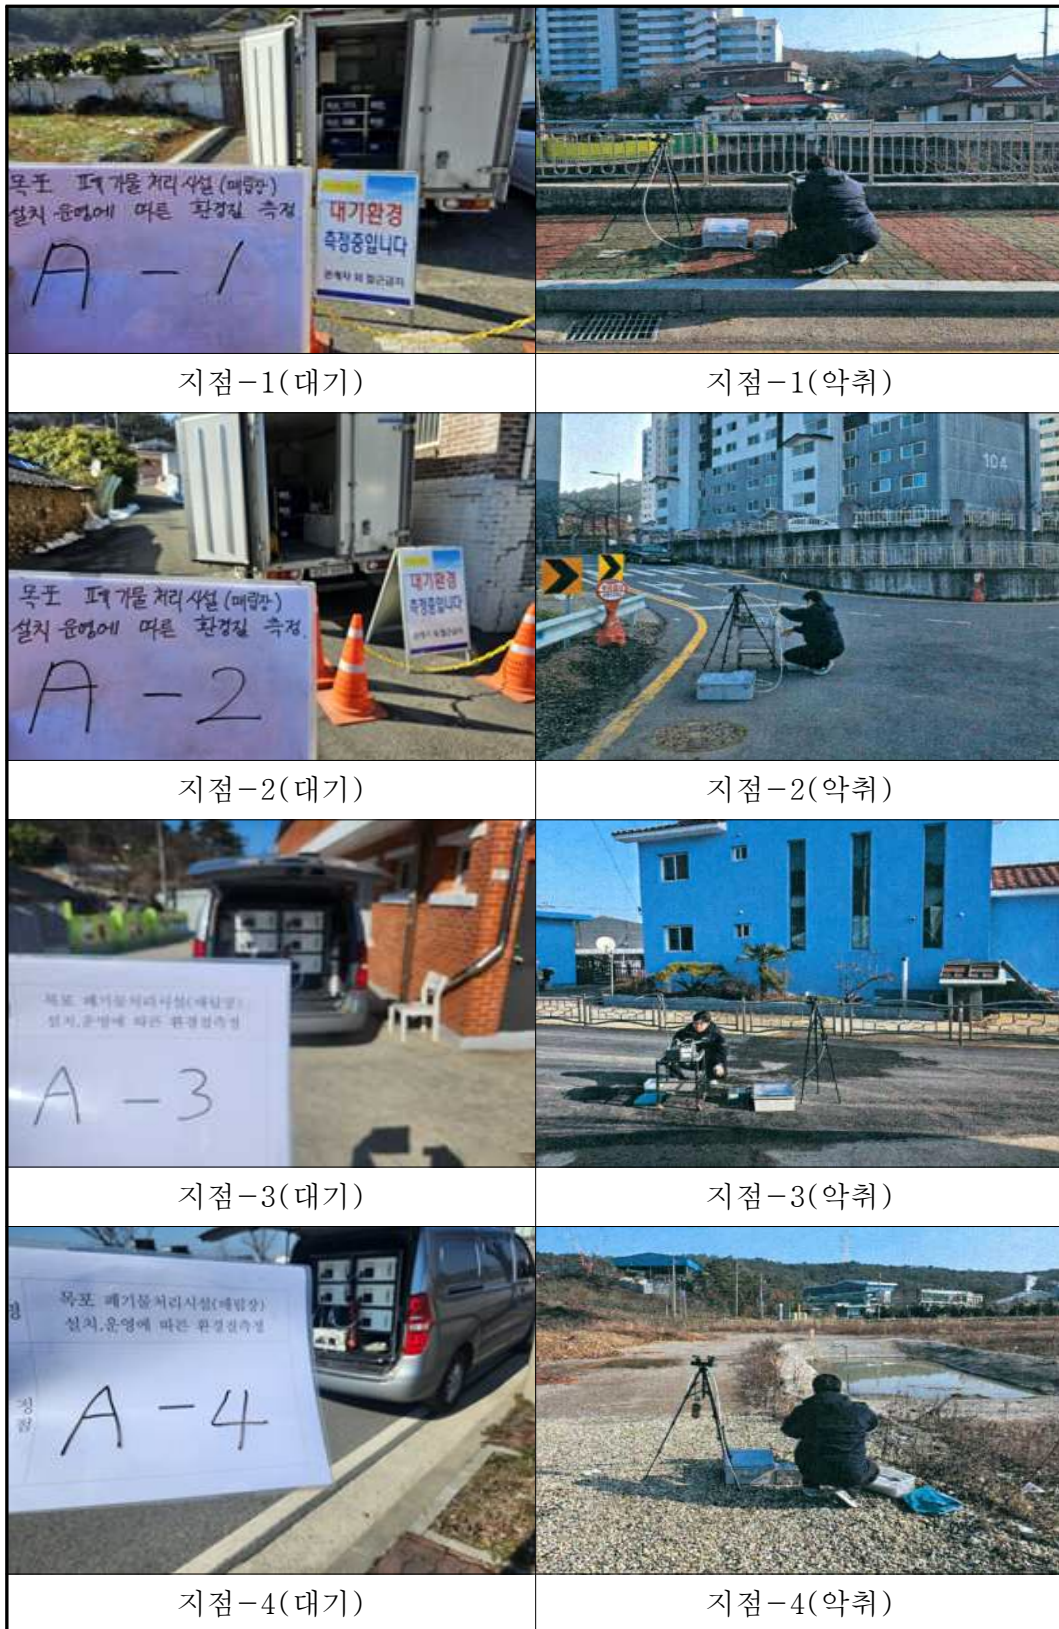 목포 폐기물 처리시설(매립장)
설치 운영에 따른 환경질 측정
A - 1
대기환경
측정중입니다
관계자 외 접근금지
지점-1(대기)
지점-1(악취)
목포 폐기물 처리시설(매립장)
설치 운영에 따른 환경질 측정.
A - 2
대기환경
측정중입니다
104
지점-2(대기)
지점-2(악취)
목포 폐기물처리시설(매립장)
설치,운영에 따른 환경질측정
A - 3
지점-3(대기)
지점-3(악취)
목포 폐기물처리시설(매립장)
설치,운영에 따른 환경질측정
A - 4
지점-4(대기)
지점-4(악취)